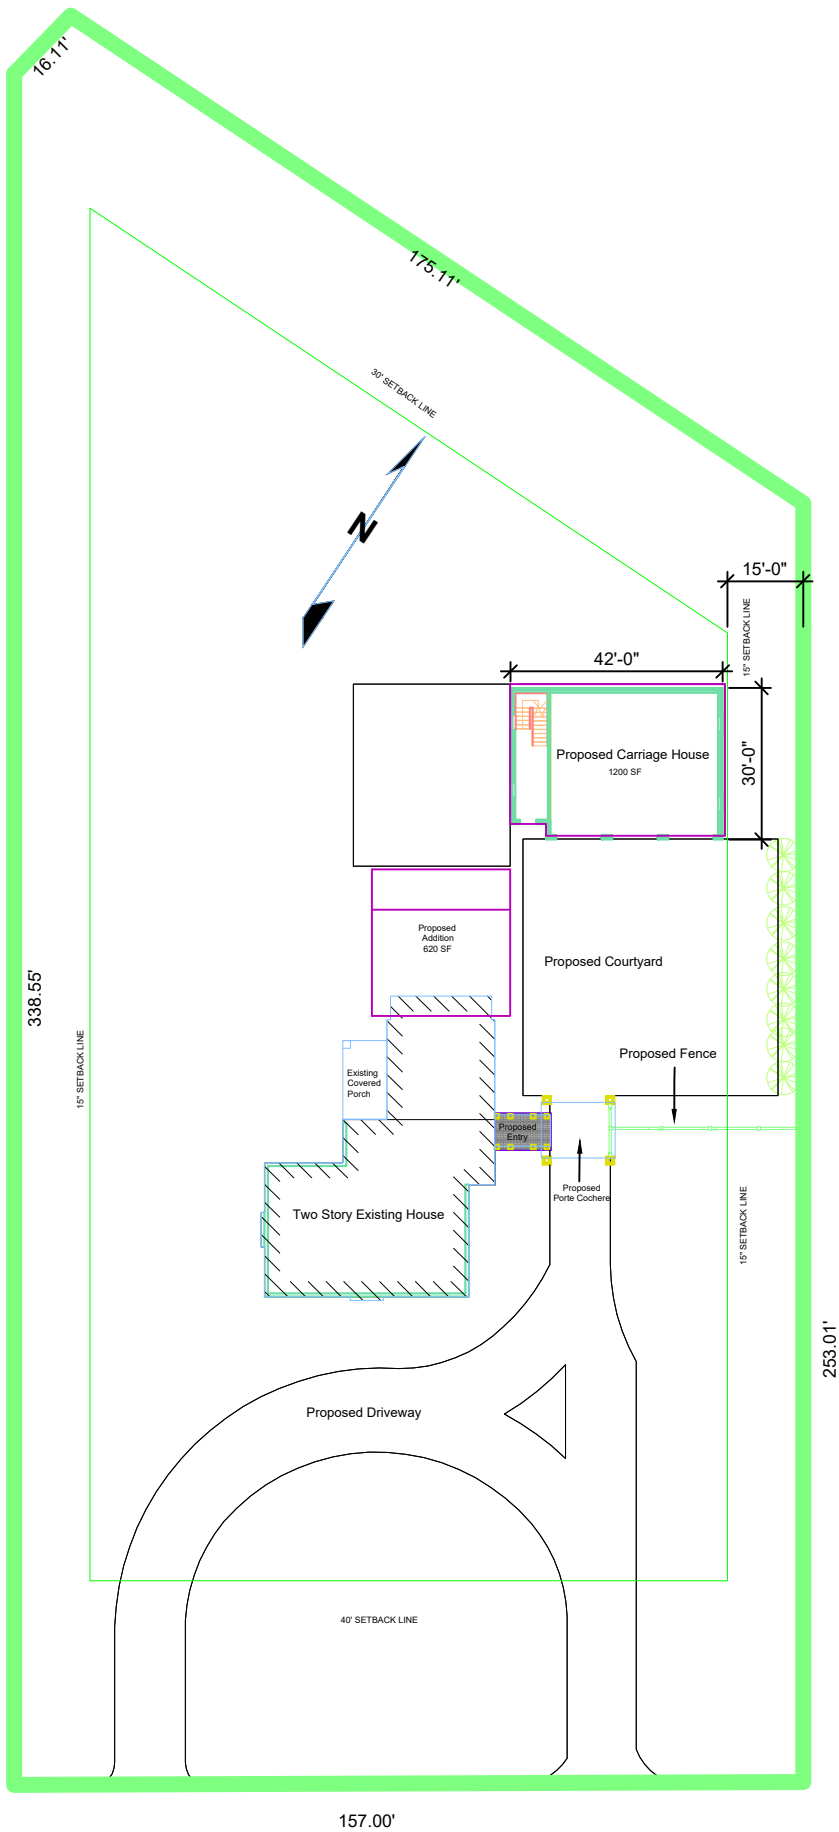 16.11'
175.11'
30' SETBACK LINE
N
15'-0"
15" SETBACK LINE
42'-0"
Proposed Carriage House
1200 SF
30'-0"
Proposed
Addition
620 SF
Proposed Courtyard
338.55'
15" SETBACK LINE
Existing
Covered
Porch
Proposed Fence
Proposed
Entry
Proposed
Porte Cochere
Two Story Existing House
15" SETBACK LINE
253.01'
Proposed Driveway
40' SETBACK LINE
157.00'